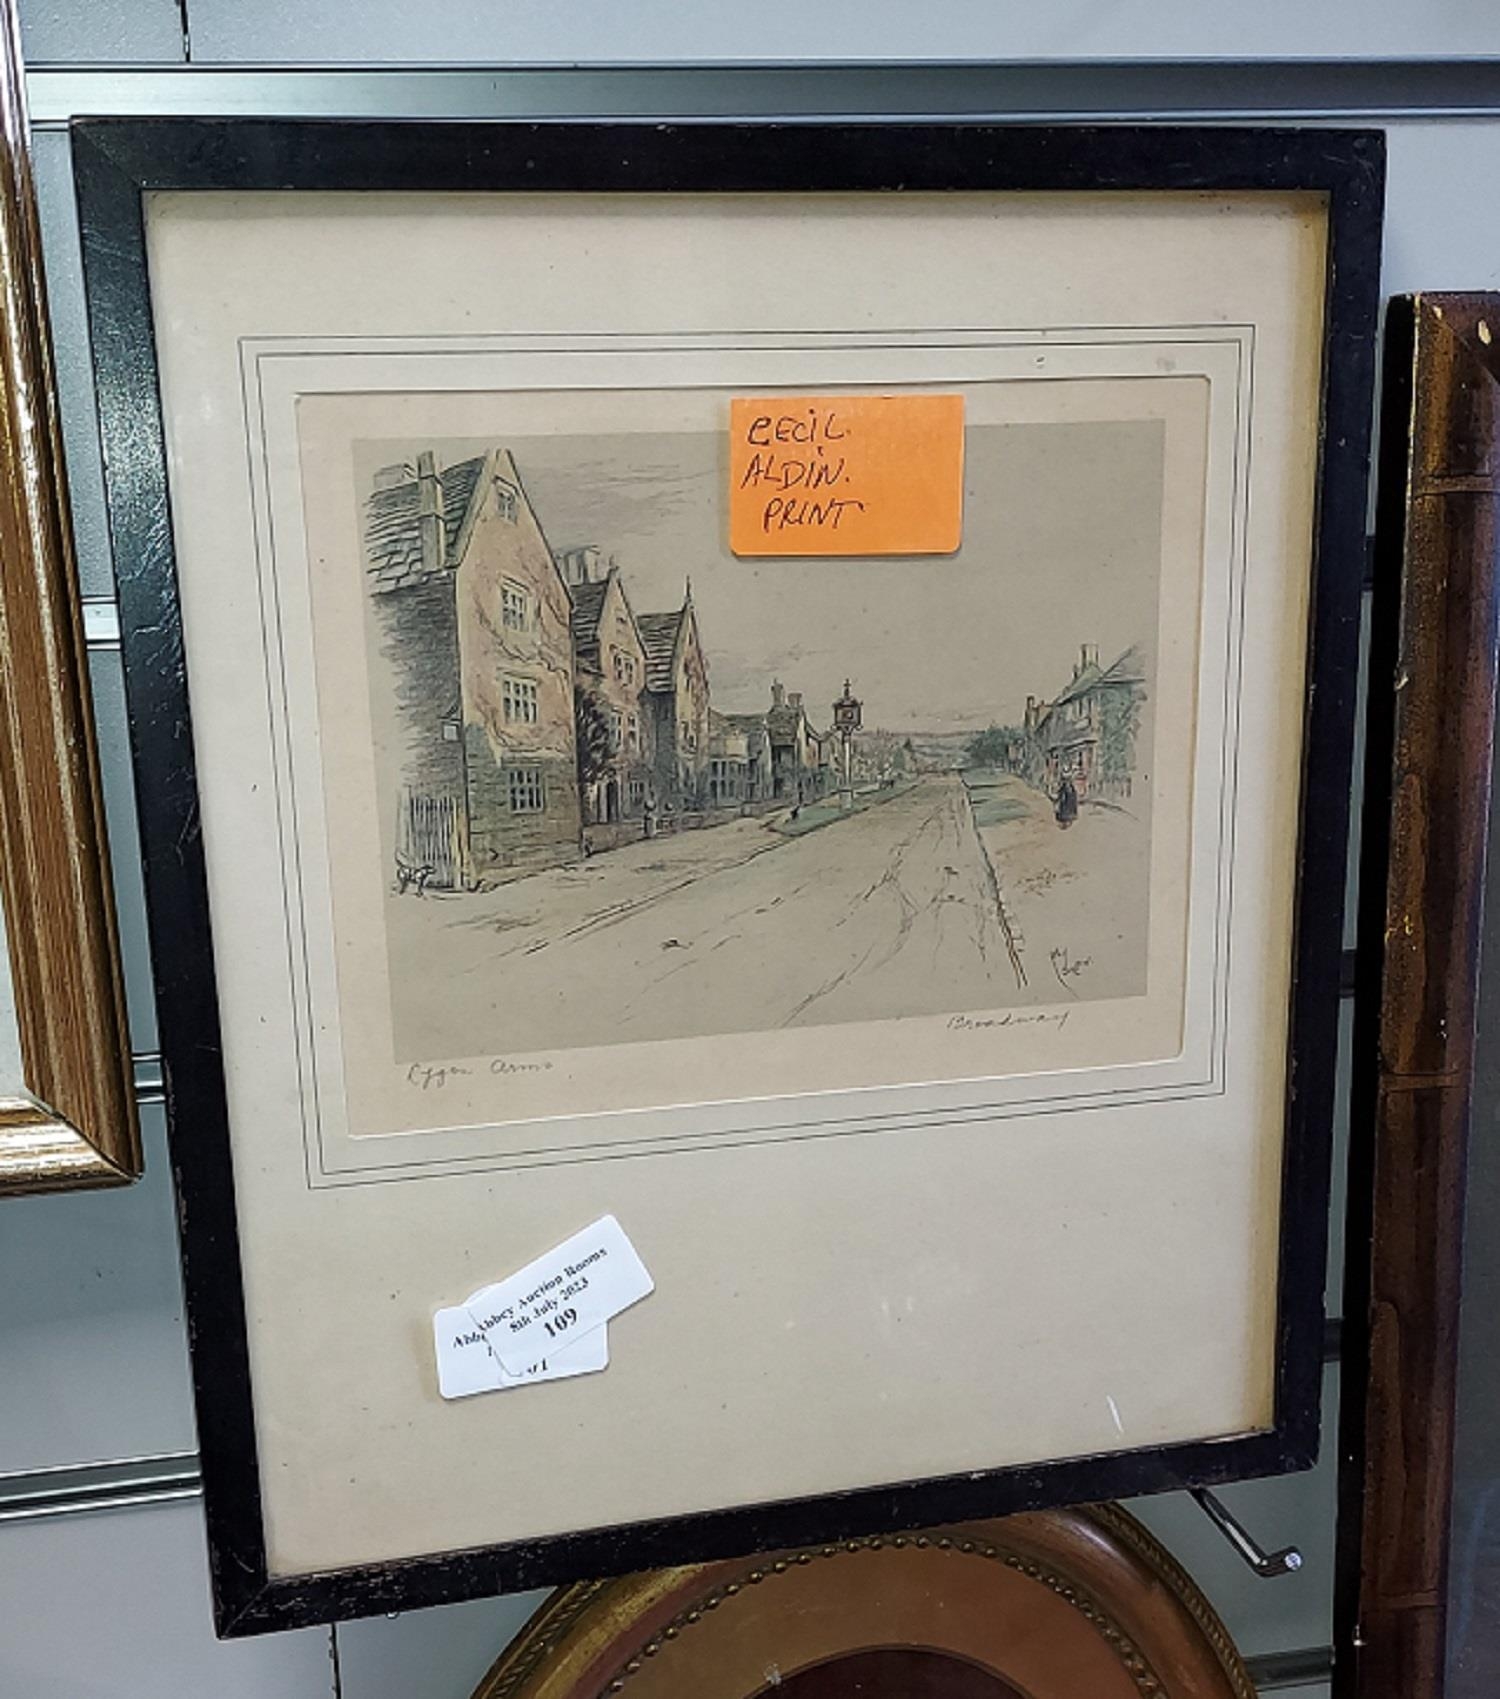 CECIL.
ALDIN.
PRINT
Broadway
Lygon Arms.
Abbey Auction Rooms
8th July 2023
109